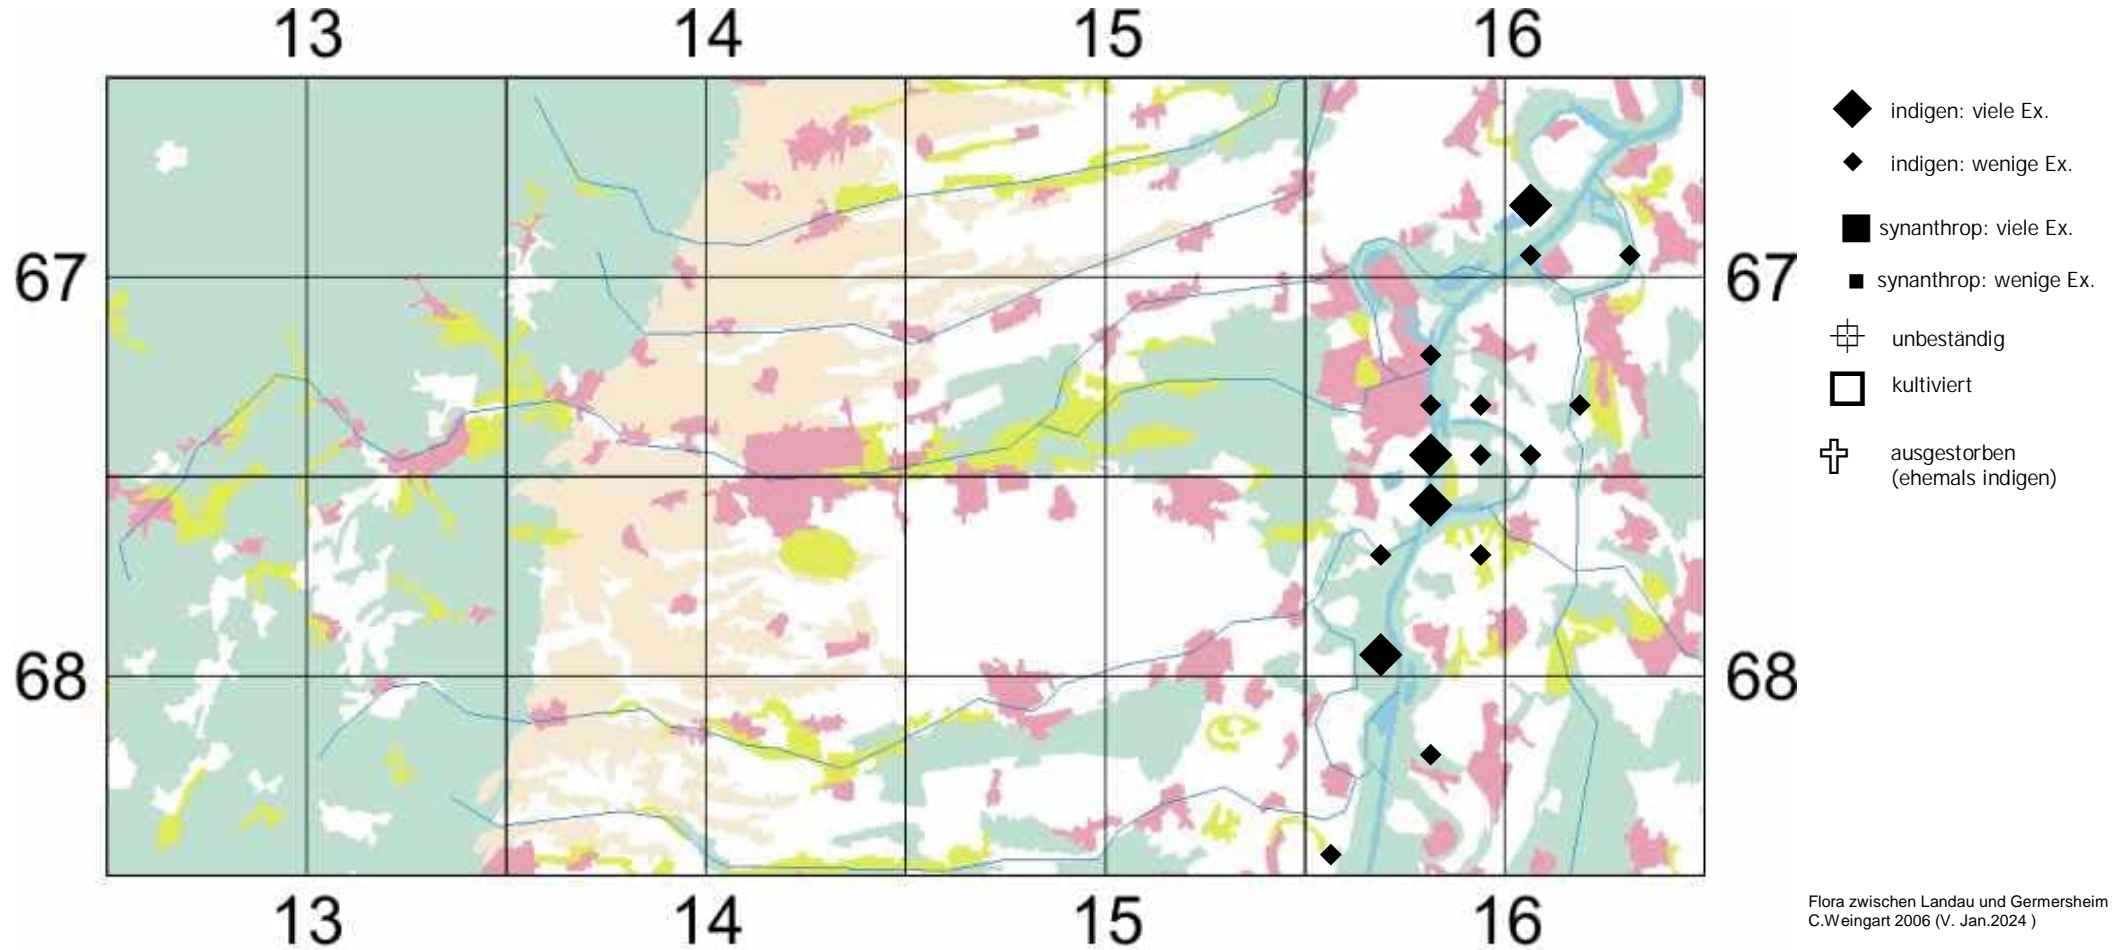 13 14 15 16
indigen: viele Ex.
indigen: wenige Ex.
synanthrop: viele Ex.
67 67
synanthrop: wenige Ex.
unbeständig
kultiviert
ausgestorben
(ehemals indigen)
68 68
13 14 15 16
Flora zwischen Landau und Germersheim
C.Weingart 2006 (V. Jan.2024 )